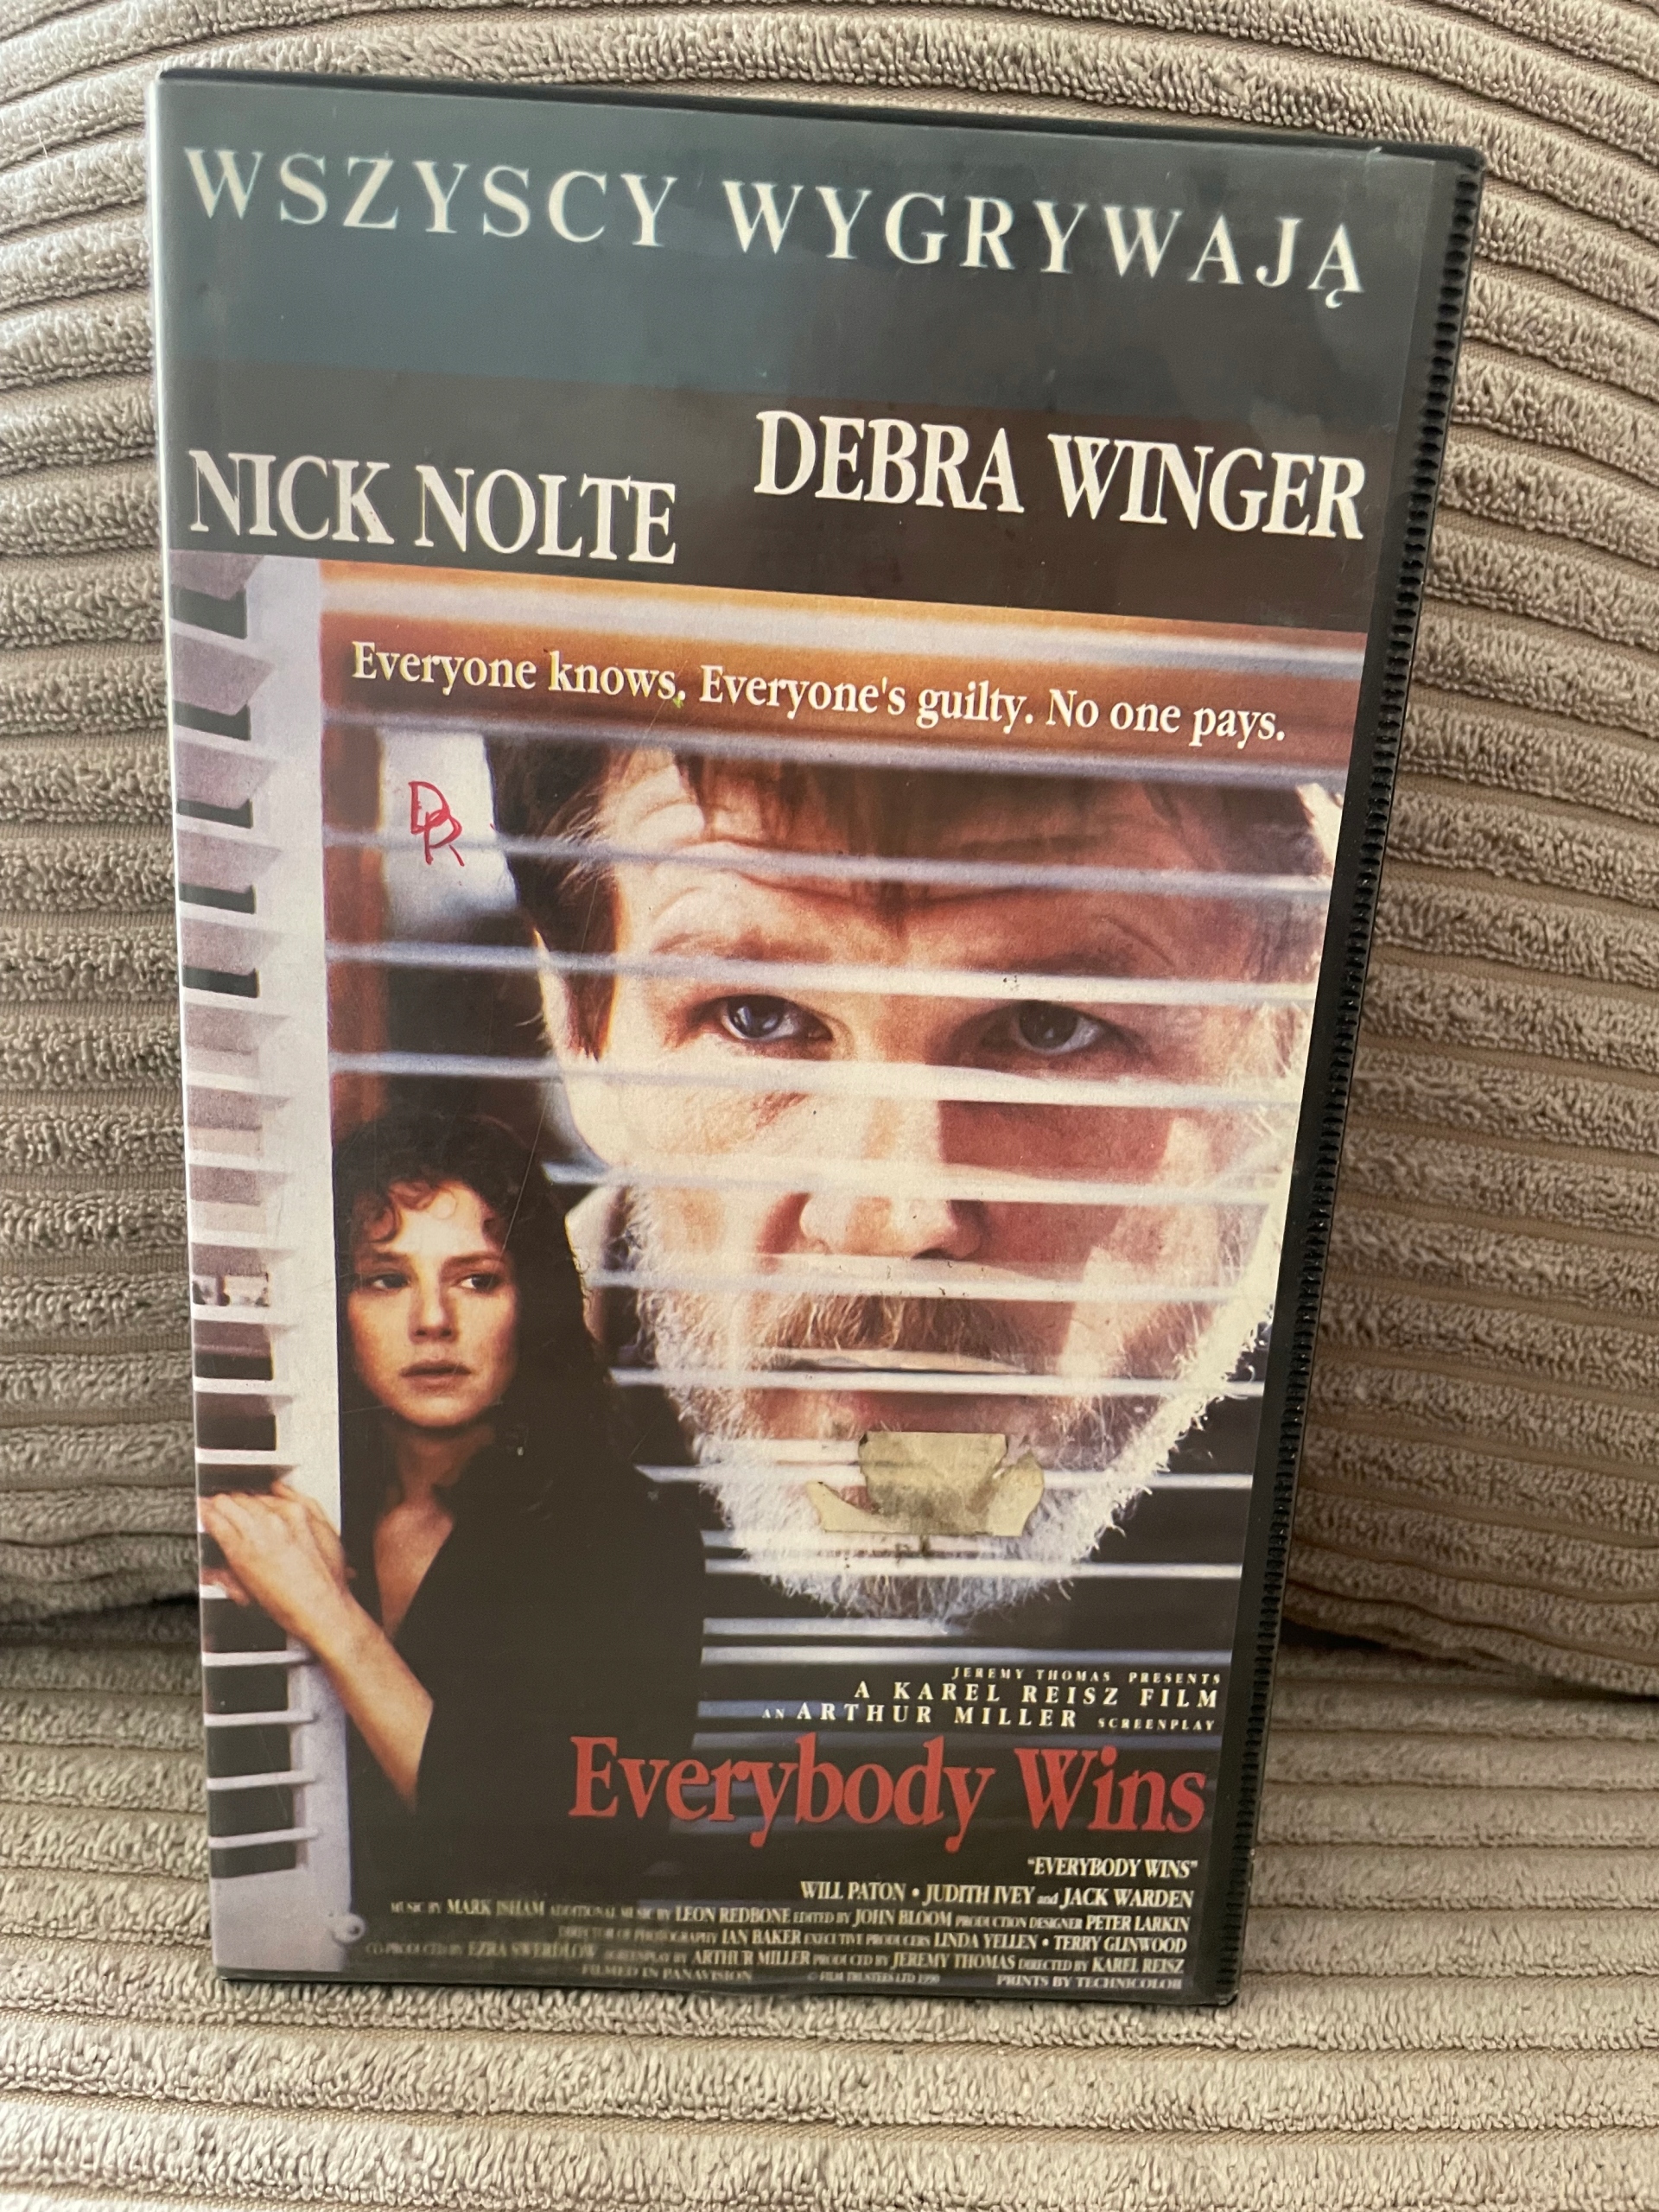 WSZYSCY WYGRYWAJĄ
DEBRA WINGER
NICK NOLTE
Everyone knows. Everyone's guilty. No one pays.
DR
JEREMY THOMAS PRESENTS
A KAREL REISZ FILM
AN ARTHUR MILLER SCREENPLAY
Everybody Wins
"EVERYBODY WINS"
WILL PATON • JUDITH IVEY and JACK WARDEN
MUSIC BY MARK ISHAM ADDITIONAL MUSIC BY LEON REDBONE EDITED BY JOHN BLOOM PRODUCTION DESIGNER PETER LARKIN
DIRECTOR OF PHOTOGRAPHY IAN BAKER EXECUTIVE PRODUCERS LINDA YELLEN • TERRY GLINWOOD
CO-PRODUCED BY EZRA SWERDLOW SCREENPLAY BY ARTHUR MILLER PRODUCED BY JEREMY THOMAS DIRECTED BY KAREL REISZ
FILMED IN PANAVISION © FILM TRUSTEES LTD 1990 PRINTS BY TECHNICOLOR